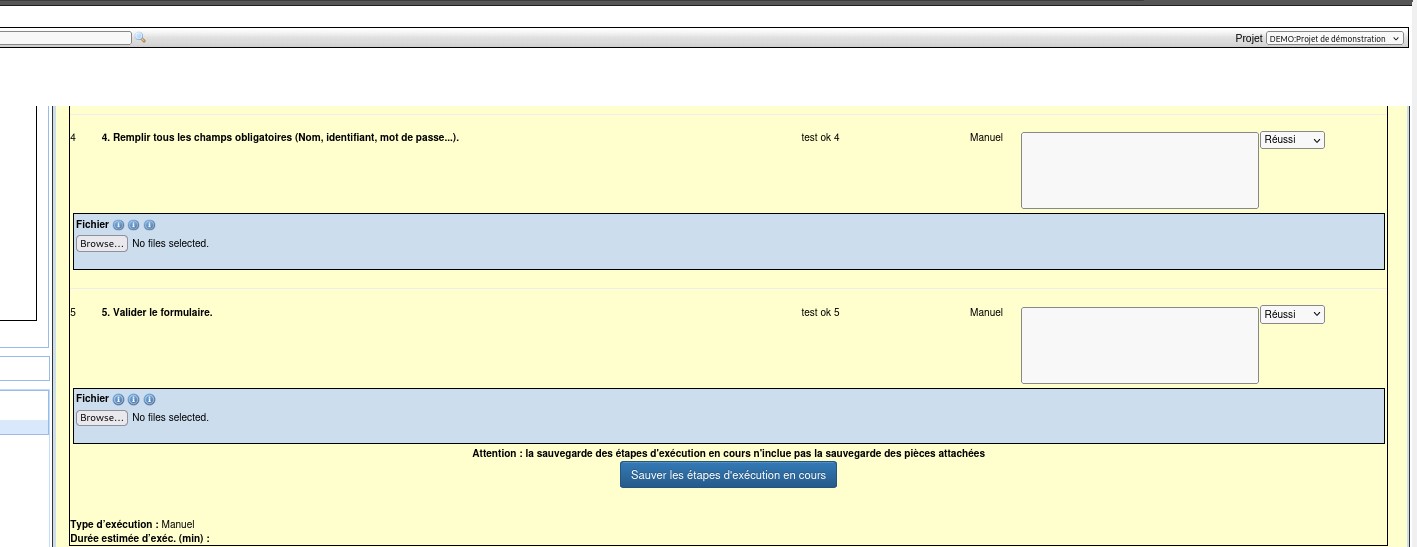 Projet DEMO:Projet de démonstration
4 4. Remplir tous les champs obligatoires (Nom, identifiant, mot de passe...). test ok 4 Manuel Réussi
Fichier
Browse... No files selected.
5 5. Valider le formulaire. test ok 5 Manuel Réussi
Fichier
Browse... No files selected.
Attention : la sauvegarde des étapes d'exécution en cours n'inclue pas la sauvegarde des pièces attachées
Sauver les étapes d'exécution en cours
Type d'exécution : Manuel
Durée estimée d'éxéc. (min) :